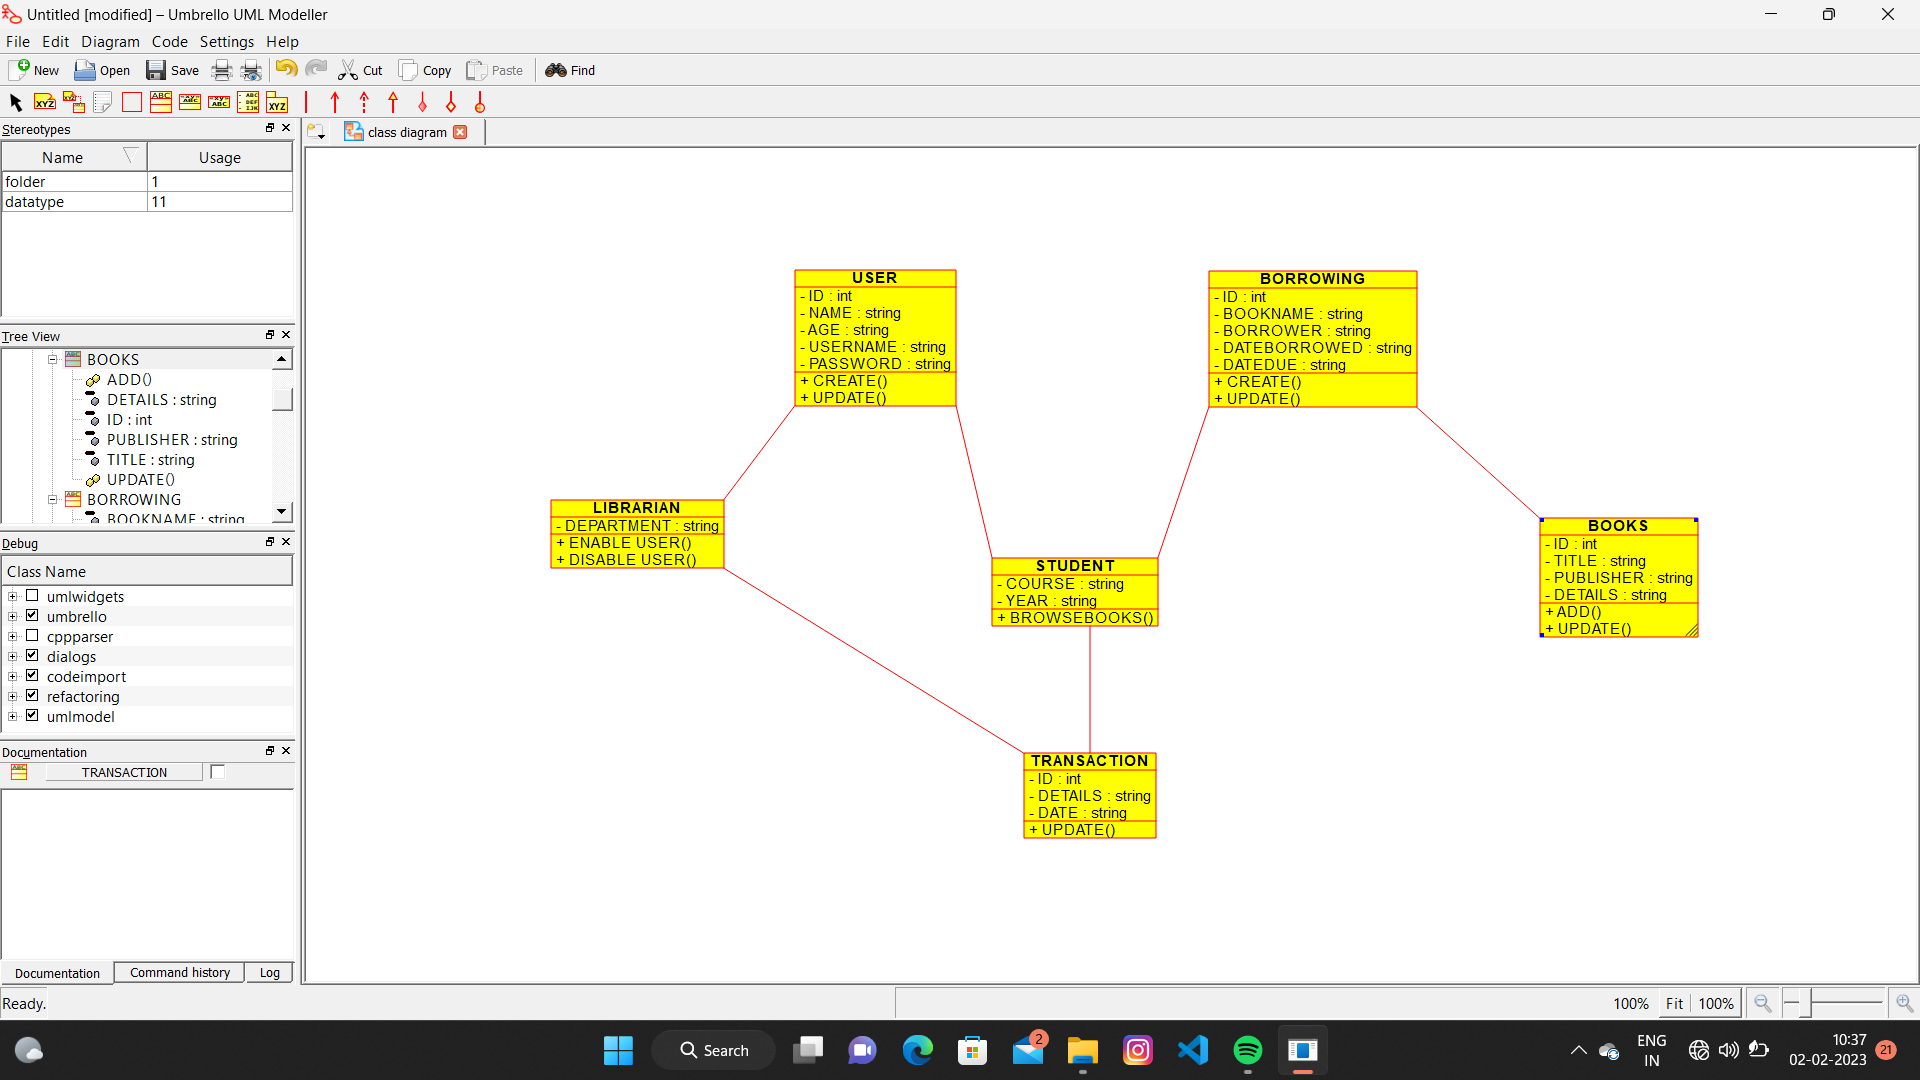 Untitled [modified] – Umbrello UML Modeller
File Edit Diagram Code Settings Help
New Open Save Cut Copy Paste Find
Stereotypes
Name Usage
folder 1
datatype 11
Tree View
BOOKS
ADD()
DETAILS : string
ID : int
PUBLISHER : string
TITLE : string
UPDATE()
BORROWING
BOOKNAME : string
Debug
Class Name
umlwidgets
umbrello
cppparser
dialogs
codeimport
refactoring
umlmodel
Documentation
TRANSACTION
Documentation Command history Log
class diagram
USER
- ID : int
- NAME : string
- AGE : string
- USERNAME : string
- PASSWORD : string
+ CREATE()
+ UPDATE()
BORROWING
- ID : int
- BOOKNAME : string
- BORROWER : string
- DATEBORROWED : string
- DATEDUE : string
+ CREATE()
+ UPDATE()
LIBRARIAN
- DEPARTMENT : string
+ ENABLE USER()
+ DISABLE USER()
STUDENT
- COURSE : string
- YEAR : string
+ BROWSEBOOKS()
BOOKS
- ID : int
- TITLE : string
- PUBLISHER : string
- DETAILS : string
+ ADD()
+ UPDATE()
TRANSACTION
- ID : int
- DETAILS : string
- DATE : string
+ UPDATE()
Ready.
100% Fit 100%
Search
2
ENG
IN
10:37
02-02-2023
21